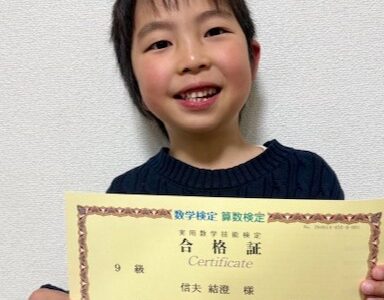 数学検定 算数検定
実用数学技能検定
合格証
Certificate
9 級
信夫 結澄 様